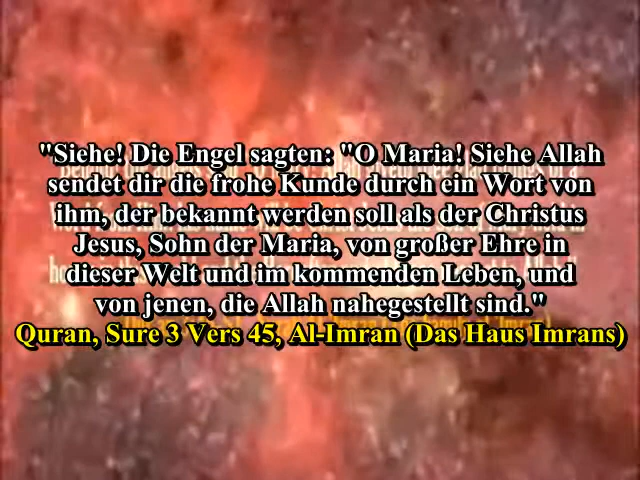 "Siehe! Die Engel sagten: "O Maria! Siehe Allah
sendet dir die frohe Kunde durch ein Wort von
ihm, der bekannt werden soll als der Christus
Jesus, Sohn der Maria, von großer Ehre in
dieser Welt und im kommenden Leben, und
von jenen, die Allah nahegestellt sind."
Quran, Sure 3 Vers 45, Al-Imran (Das Haus Imrans)